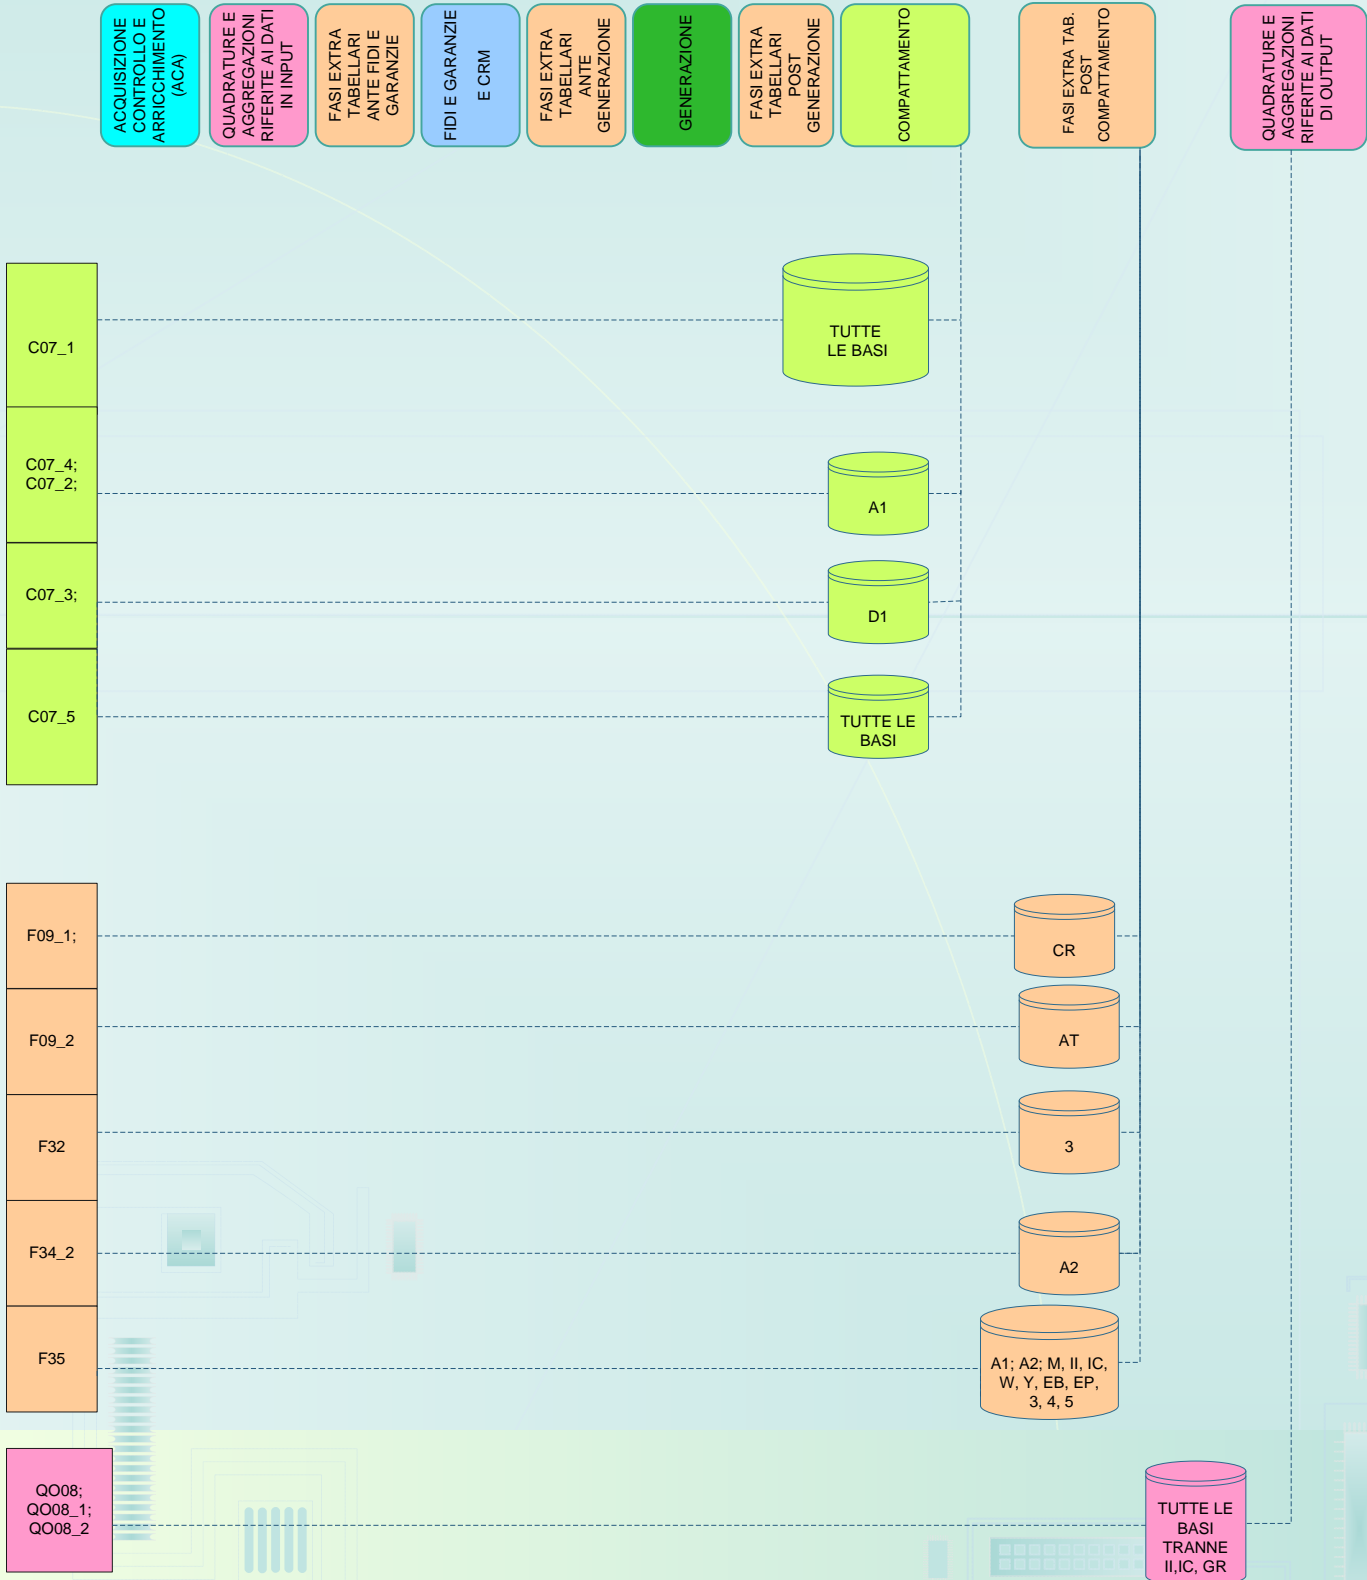 ACQUISIZIONE
CONTROLLO E
ARRICCHIMENTO
(ACA)
QUADRATURE E
AGGREGAZIONI
RIFERITE AI DATI
IN INPUT
FASI EXTRA
TABELLARI
ANTE FIDI E
GARANZIE
FIDI E GARANZIE
E CRM
FASI EXTRA
TABELLARI
ANTE
GENERAZIONE
GENERAZIONE
FASI EXTRA
TABELLARI
POST
GENERAZIONE
COMPATTAMENTO
FASI EXTRA TAB.
POST
COMPATTAMENTO
QUADRATURE E
AGGREGAZIONI
RIFERITE AI DATI
DI OUTPUT
C07_1
TUTTE
LE BASI
C07_4;
C07_2;
A1
C07_3;
D1
C07_5
TUTTE LE
BASI
F09_1;
CR
F09_2
AT
F32
3
F34_2
A2
F35
A1; A2; M, II, IC,
W, Y, EB, EP,
3, 4, 5
QO08;
QO08_1;
QO08_2
TUTTE LE
BASI
TRANNE
II,IC, GR